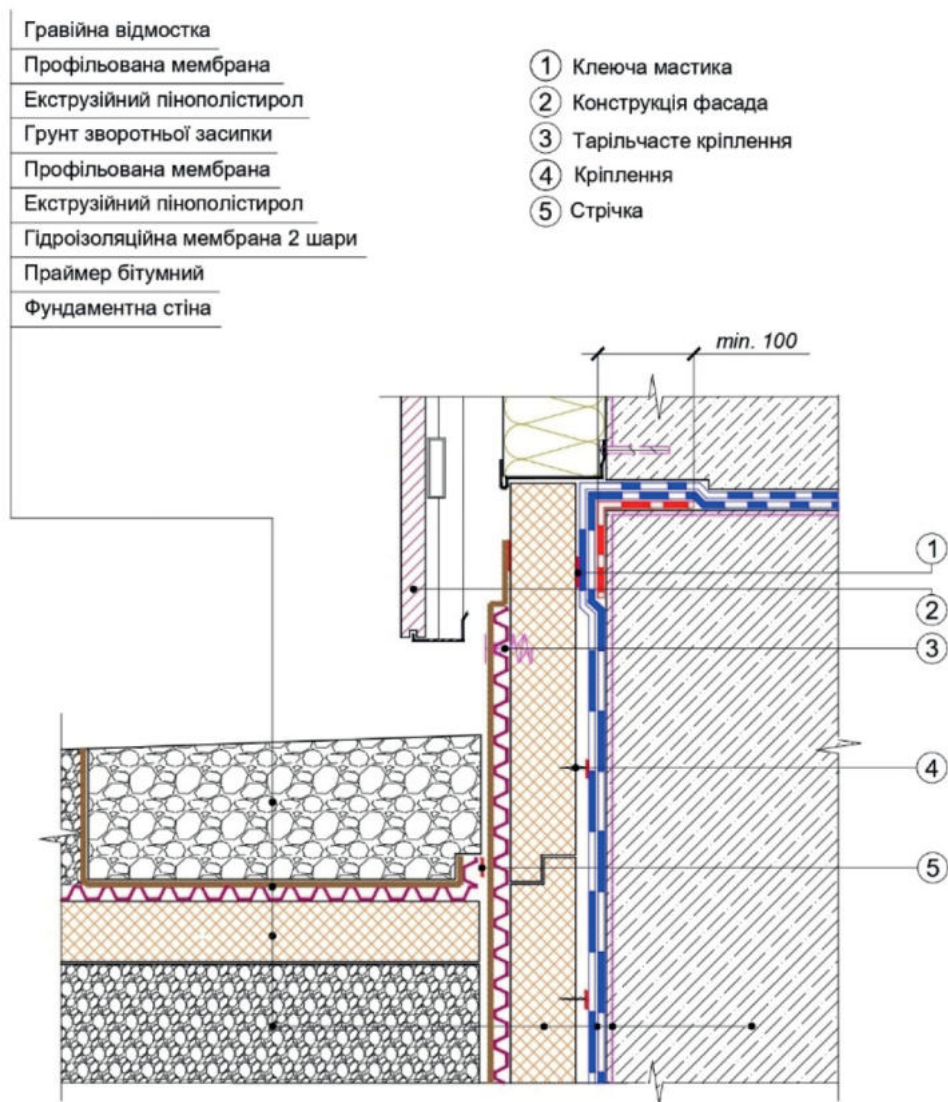 Гравійна відмостка
Профільована мембрана
Екструзійний пінополістирол
Грунт зворотньої засипки
Профільована мембрана
Екструзійний пінополістирол
Гідроізоляційна мембрана 2 шари
Праймер бітумний
Фундаментна стіна
1 Клеюча мастика
2 Конструкція фасада
3 Тарільчасте кріплення
4 Кріплення
5 Стрічка
min. 100
1
2
3
4
5